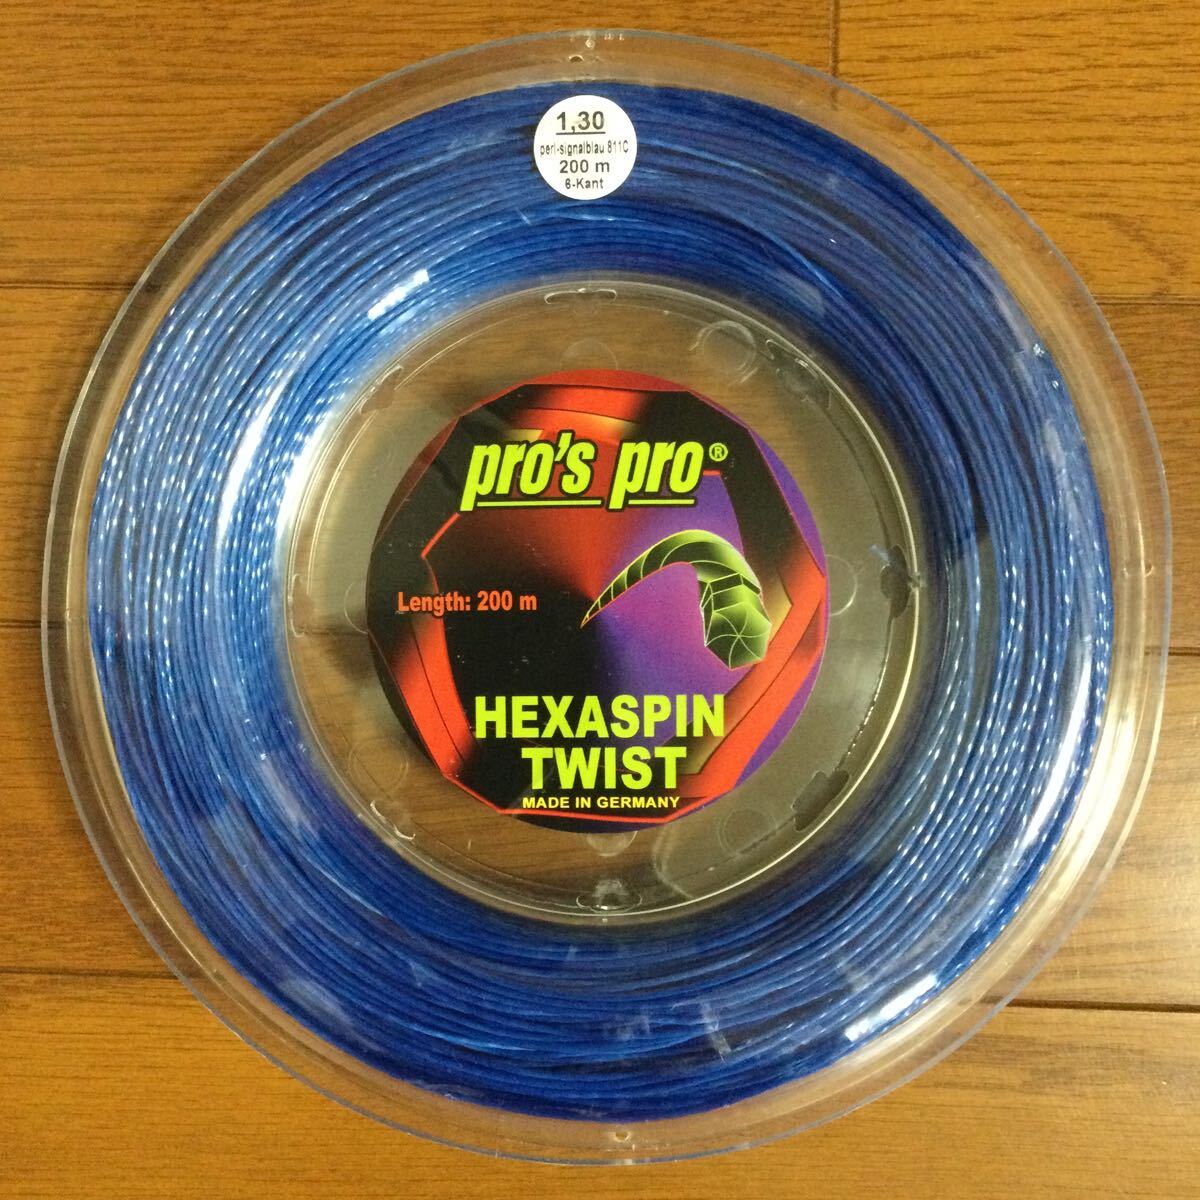 1,30
perl-signalblau 811C
200 m
6-Kant
pro's pro®
Length: 200 m
HEXASPIN
TWIST
MADE IN GERMANY